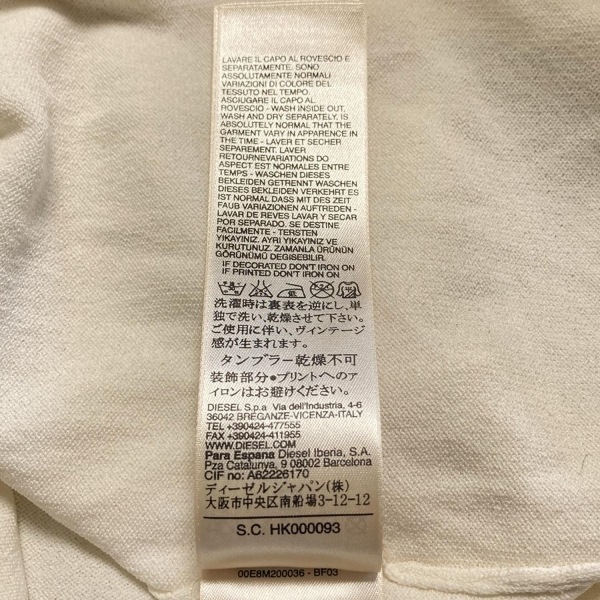 LAVARE IL CAPO AL ROVESCIO E
SEPARATAMENTE. SONO
ASSOLUTAMENTE NORMALI
VARIAZIONI DI COLORE DEL
TESSUTO NEL TEMPO.
ASCIUGARE IL CAPO AL
ROVESCIO - WASH INSIDE OUT,
WASH AND DRY SEPARATELY, IS
ABSOLUTELY NORMAL THAT THE
GARMENT VARY IN APPARENCE IN
THE TIME - LAVER ET SECHER
SEPAREMENT. LAVER
RETOURNEVARIATIONS DO
ASPECT EST NORMALES ENTRE
TEMPS - WASCHEN DIESES
BEKLEIDEN GETRENNT WASCHEN
DIESES BEKLEIDEN VERKEHRT ES
IST NORMAL DASS MIT DES ZEIT
FAUB VARIATIONEN AUFTREDEN -
LAVAR DE REVES LAVAR Y SECAR
POR SEPARADO. SE DESTINE
FACILMENTE - TERSTEN
YIKAYINIZ. AYRI YIKAYINIZ VE
KURUTUNUZ. ZAMANLA ÜRÜNÜN
GÖRÜNÜMÜ DEGISEBILIR.
IF DECORATED DON'T IRON ON
IF PRINTED DON'T IRON ON
洗濯時は裏表を逆にし、単
独で洗い、乾燥させて下さい。
ご使用に伴い、ヴィンテージ
感が生まれます。
タンブラー乾燥不可
装飾部分●プリントへのア
イロンはお避けください。
DIESEL S.p.a Via dell'Industria, 4-6
36042 BREGANZE-VICENZA-ITALY
TEL +390424-477555
FAX +390424-411955
WWW.DIESEL.COM
Para Espana Diesel Iberia, S.A.
Pza Catalunya, 9 08002 Barcelona
CIF no: A62226170
ディーゼルジャパン(株)
大阪市中央区南船場3-12-12
S.C. HK000093
00E8M200036 - BF03